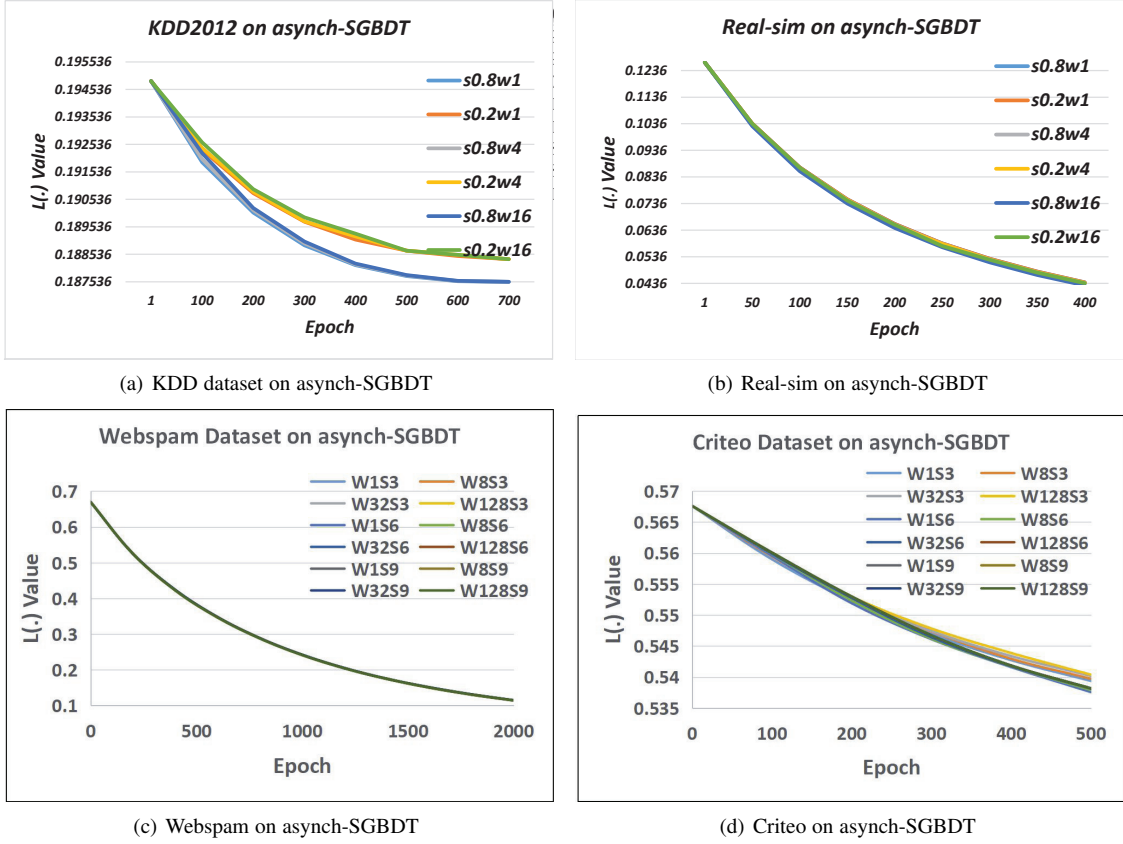 KDD2012 on asynch-SGBDT
L(.) Value
0.195536
0.194536
0.193536
0.192536
0.191536
0.190536
0.189536
0.188536
0.187536
1 100 200 300 400 500 600 700
Epoch
s0.8w1
s0.2w1
s0.8w4
s0.2w4
s0.8w16
s0.2w16
(a) KDD dataset on asynch-SGBDT
Real-sim on asynch-SGBDT
L(.) Value
0.1236
0.1136
0.1036
0.0936
0.0836
0.0736
0.0636
0.0536
0.0436
1 50 100 150 200 250 300 350 400
Epoch
s0.8w1
s0.2w1
s0.8w4
s0.2w4
s0.8w16
s0.2w16
(b) Real-sim on asynch-SGBDT
Webspam Dataset on asynch-SGBDT
W1S3 W8S3
W32S3 W128S3
W1S6 W8S6
W32S6 W128S6
W1S9 W8S9
W32S9 W128S9
L(.) Value
0.7
0.6
0.5
0.4
0.3
0.2
0.1
0 500 1000 1500 2000
Epoch
(c) Webspam on asynch-SGBDT
Criteo Dataset on asynch-SGBDT
W1S3 W8S3
W32S3 W128S3
W1S6 W8S6
W32S6 W128S6
W1S9 W8S9
W32S9 W128S9
L(.) Value
0.57
0.565
0.56
0.555
0.55
0.545
0.54
0.535
0 100 200 300 400 500
Epoch
(d) Criteo on asynch-SGBDT